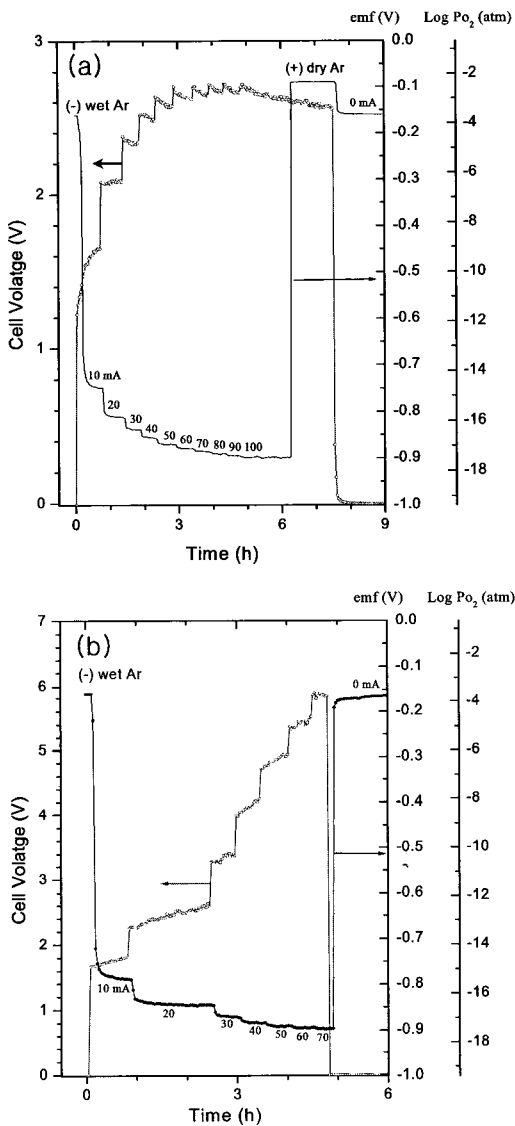 emf (V) Log Po₂ (atm)
3 0.0
(a) (+) dry Ar -2
(-) wet Ar 0 mA -0.1
-4
-0.2
2 -6
-0.3
-8
-0.4
-10
-0.5
Cell Volatge (V)
-12
-0.6
1 -14
-0.7
10 mA
-16
20 -0.8
30
40
50 60 70 80 90 100 -18
-0.9
0 -1.0
0 3 6 9
Time (h)
emf (V) Log Po₂ (atm)
7 0.0
(b) -2
(-) wet Ar 0 mA -0.1
6 -4
-0.2
5 -6
-0.3
4 -8
-0.4
-10
-0.5
Cell Volatge (V)
3 -12
-0.6
2 -14
-0.7
10 mA -16
20 -0.8
1 30 40 50 60 70 -18
-0.9
0 -1.0
0 3 6
Time (h)